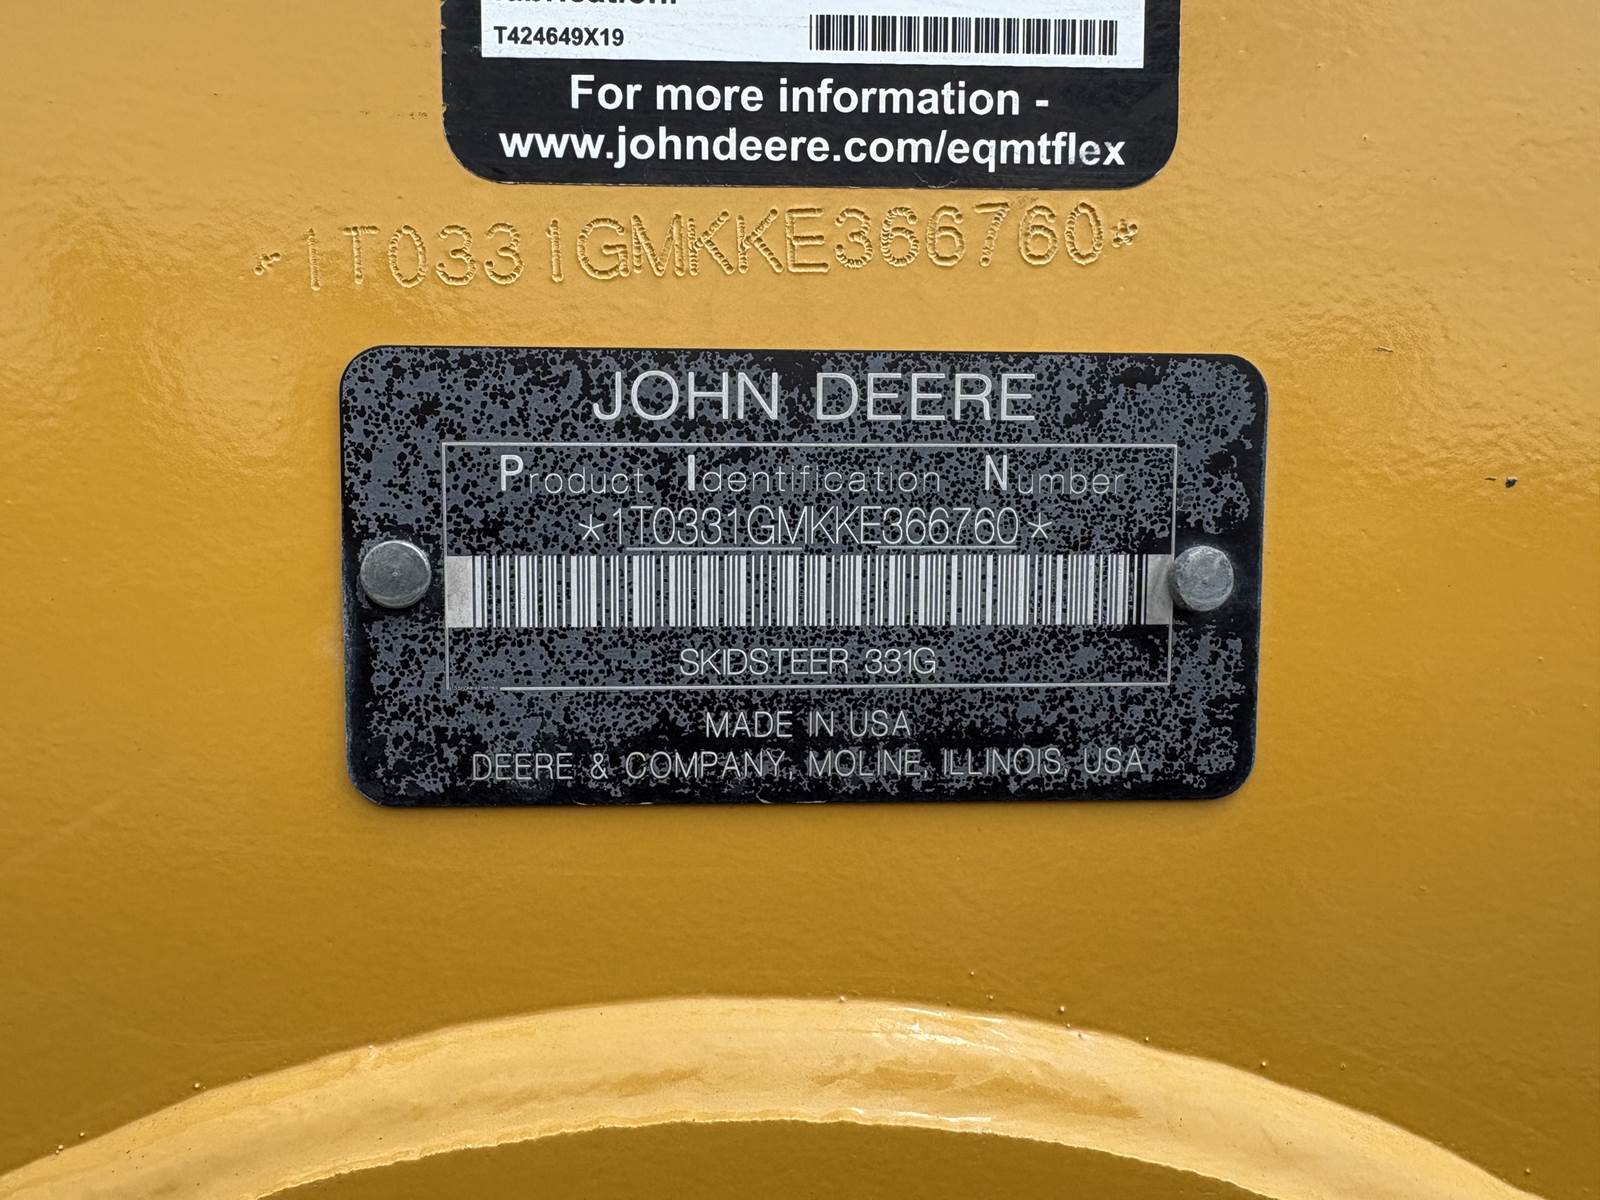 T424649X19
For more information -
www.johndeere.com/eqmtflex
*1T0331GMKKE366760*
JOHN DEERE
Product Identification Number
*1T0331GMKKE366760*
SKIDSTEER 331G
MADE IN USA
DEERE & COMPANY, MOLINE, ILLINOIS, USA